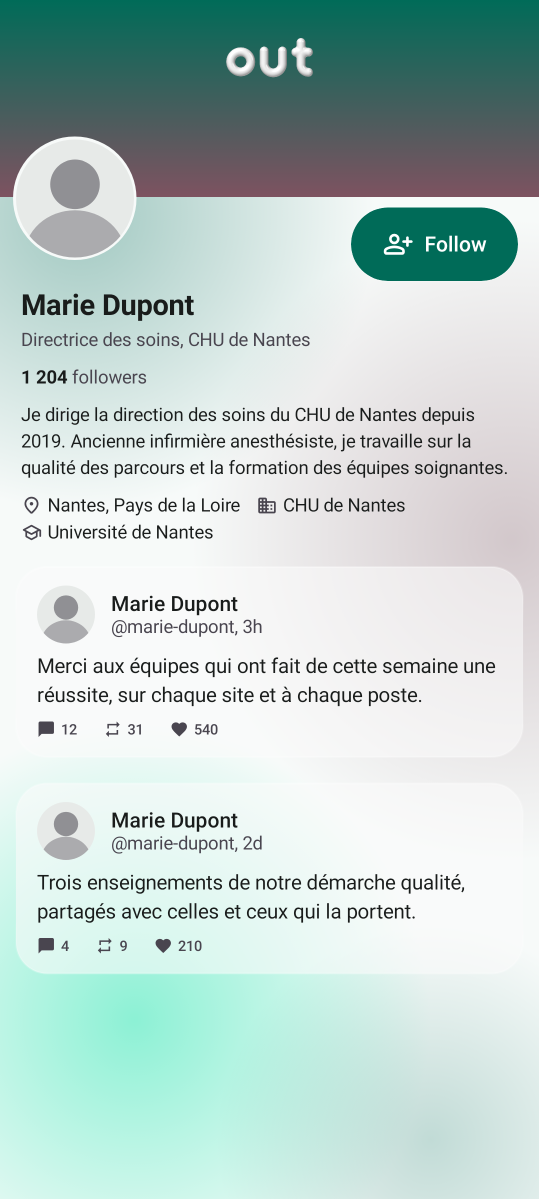 out
Follow
Marie Dupont
Directrice des soins, CHU de Nantes
1 204 followers
Je dirige la direction des soins du CHU de Nantes depuis
2019. Ancienne infirmière anesthésiste, je travaille sur la
qualité des parcours et la formation des équipes soignantes.
Nantes, Pays de la Loire CHU de Nantes
Université de Nantes
Marie Dupont
@marie-dupont, 3h
Merci aux équipes qui ont fait de cette semaine une
réussite, sur chaque site et à chaque poste.
12 31 540
Marie Dupont
@marie-dupont, 2d
Trois enseignements de notre démarche qualité,
partagés avec celles et ceux qui la portent.
4 9 210